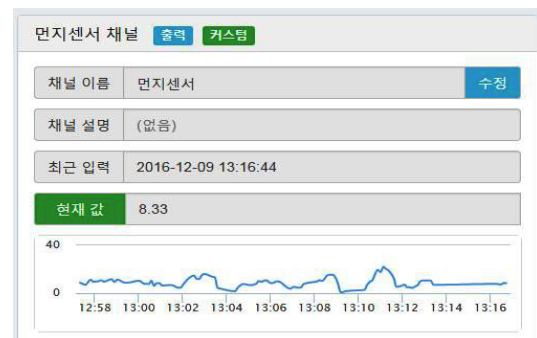 먼지센서 채널 출력 커스텀
채널 이름 먼지센서 수정
채널 설명 (없음)
최근 입력 2016-12-09 13:16:44
현재 값 8.33
40
0
12:58 13:00 13:02 13:04 13:06 13:08 13:10 13:12 13:14 13:16